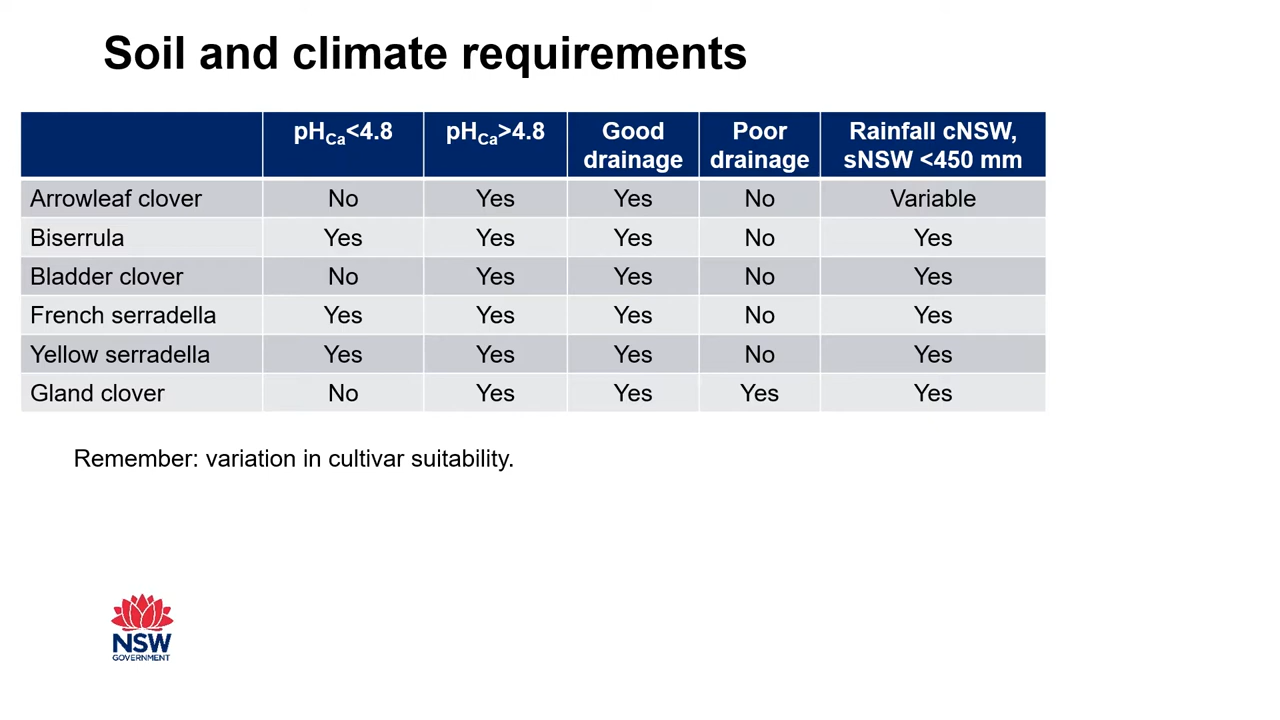 Soil and climate requirements
pHCa<4.8 pHCa>4.8 Good drainage Poor drainage Rainfall cNSW, sNSW <450 mm
Arrowleaf clover No Yes Yes No Variable
Biserrula Yes Yes Yes No Yes
Bladder clover No Yes Yes No Yes
French serradella Yes Yes Yes No Yes
Yellow serradella Yes Yes Yes No Yes
Gland clover No Yes Yes Yes Yes
Remember: variation in cultivar suitability.
NSW
GOVERNMENT